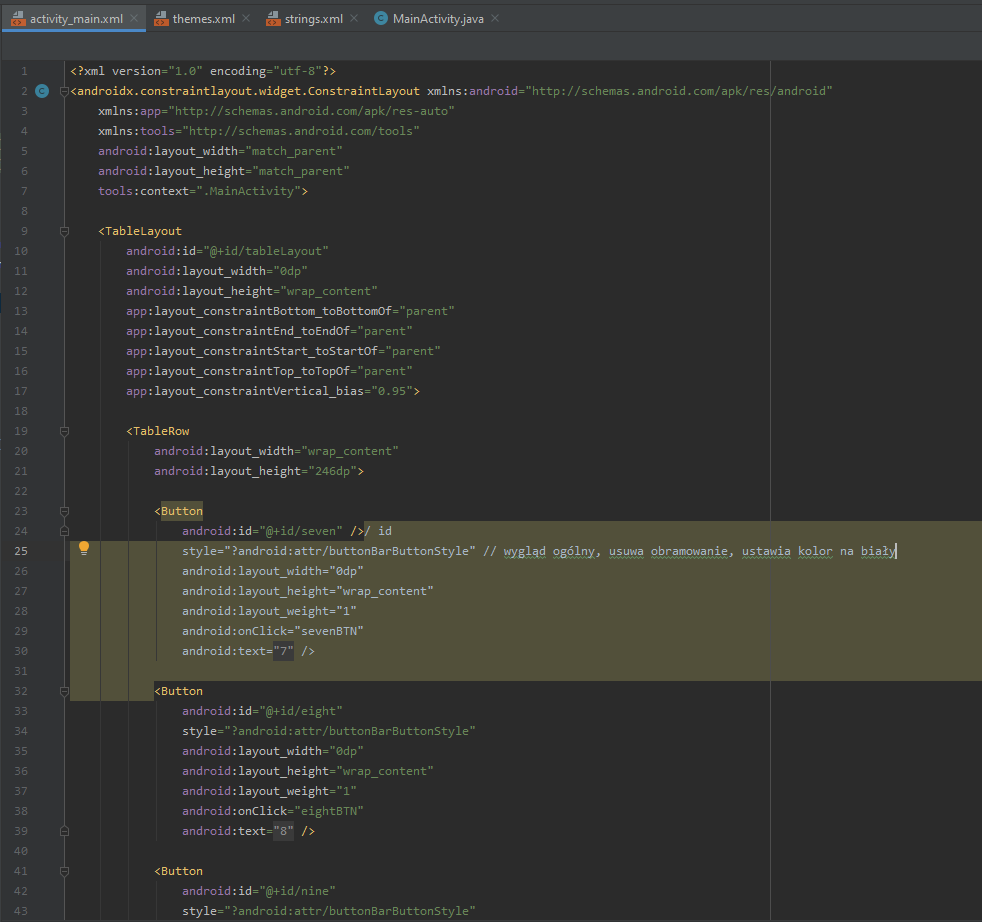 activity_main.xml themes.xml strings.xml MainActivity.java
1 <?xml version="1.0" encoding="utf-8"?>
2 <androidx.constraintlayout.widget.ConstraintLayout xmlns:android="http://schemas.android.com/apk/res/android"
3 xmlns:app="http://schemas.android.com/apk/res-auto"
4 xmlns:tools="http://schemas.android.com/tools"
5 android:layout_width="match_parent"
6 android:layout_height="match_parent"
7 tools:context=".MainActivity">
8
9 <TableLayout
10 android:id="@+id/tableLayout"
11 android:layout_width="0dp"
12 android:layout_height="wrap_content"
13 app:layout_constraintBottom_toBottomOf="parent"
14 app:layout_constraintEnd_toEndOf="parent"
15 app:layout_constraintStart_toStartOf="parent"
16 app:layout_constraintTop_toTopOf="parent"
17 app:layout_constraintVertical_bias="0.95">
18
19 <TableRow
20 android:layout_width="wrap_content"
21 android:layout_height="246dp">
22
23 <Button
24 android:id="@+id/seven" />/ id
25 style="?android:attr/buttonBarButtonStyle" // wygląd ogólny, usuwa obramowanie, ustawia kolor na biały
26 android:layout_width="0dp"
27 android:layout_height="wrap_content"
28 android:layout_weight="1"
29 android:onClick="sevenBTN"
30 android:text="7" />
31
32 <Button
33 android:id="@+id/eight"
34 style="?android:attr/buttonBarButtonStyle"
35 android:layout_width="0dp"
36 android:layout_height="wrap_content"
37 android:layout_weight="1"
38 android:onClick="eightBTN"
39 android:text="8" />
40
41 <Button
42 android:id="@+id/nine"
43 style="?android:attr/buttonBarButtonStyle"